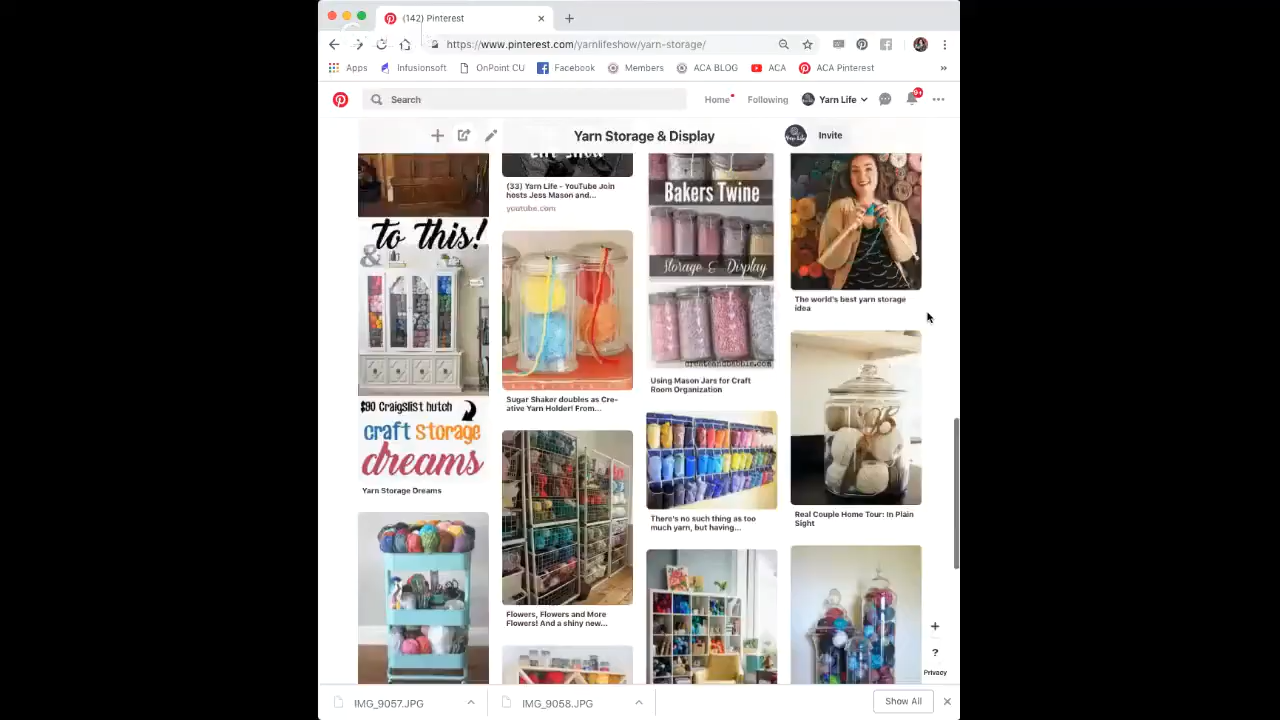 (142) Pinterest
https://www.pinterest.com/yarnlifeshow/yarn-storage/
Apps
Infusionsoft
OnPoint CU
Facebook
Members
ACA BLOG
ACA
ACA Pinterest
»
Search
Home
Following
Yarn Life
9+
Yarn Storage & Display
Invite
to this!
&
$90 Craigslist hutch
craft storage
dreams
Yarn Storage Dreams
(33) Yarn Life - YouTube Join
hosts Jess Mason and...
youtube.com
Sugar Shaker doubles as Cre-
ative Yarn Holder! From...
Flowers, Flowers and More
Flowers! And a shiny new...
Bakers Twine
Storage & Display
Using Mason Jars for Craft
Room Organization
There's no such thing as too
much yarn, but having...
The world's best yarn storage
idea
Real Couple Home Tour: In Plain
Sight
+
?
Privacy
IMG_9057.JPG
IMG_9058.JPG
Show All